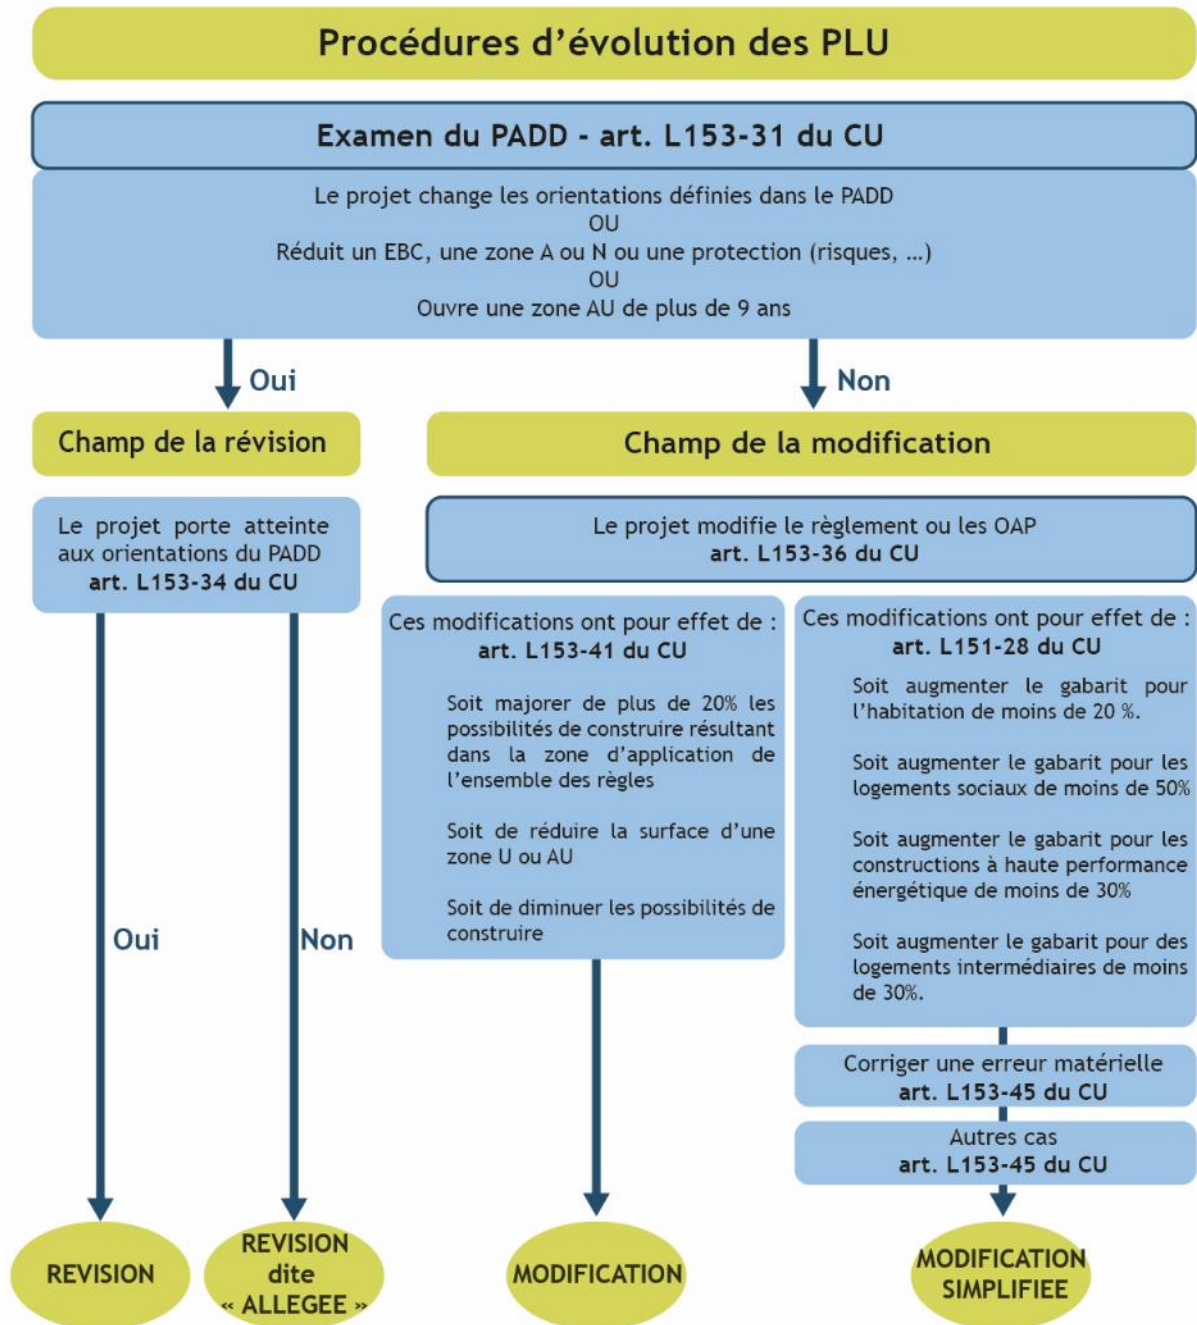 Procédures d'évolution des PLU
Examen du PADD - art. L153-31 du CU
Le projet change les orientations définies dans le PADD
OU
Réduit un EBC, une zone A ou N ou une protection (risques, …)
OU
Ouvre une zone AU de plus de 9 ans
Oui
Non
Champ de la révision
Champ de la modification
Le projet porte atteinte
aux orientations du PADD
art. L153-34 du CU
Le projet modifie le règlement ou les OAP
art. L153-36 du CU
Ces modifications ont pour effet de :
art. L153-41 du CU
Soit majorer de plus de 20% les
possibilités de construire résultant
dans la zone d'application de
l'ensemble des règles
Soit de réduire la surface d'une
zone U ou AU
Soit de diminuer les possibilités de
construire
Ces modifications ont pour effet de :
art. L151-28 du CU
Soit augmenter le gabarit pour
l'habitation de moins de 20 %.
Soit augmenter le gabarit pour les
logements sociaux de moins de 50%
Soit augmenter le gabarit pour les
constructions à haute performance
énergétique de moins de 30%
Soit augmenter le gabarit pour des
logements intermédiaires de moins
de 30%.
Oui
Non
Corriger une erreur matérielle
art. L153-45 du CU
Autres cas
art. L153-45 du CU
REVISION
REVISION
dite
« ALLEGEE »
MODIFICATION
MODIFICATION
SIMPLIFIEE